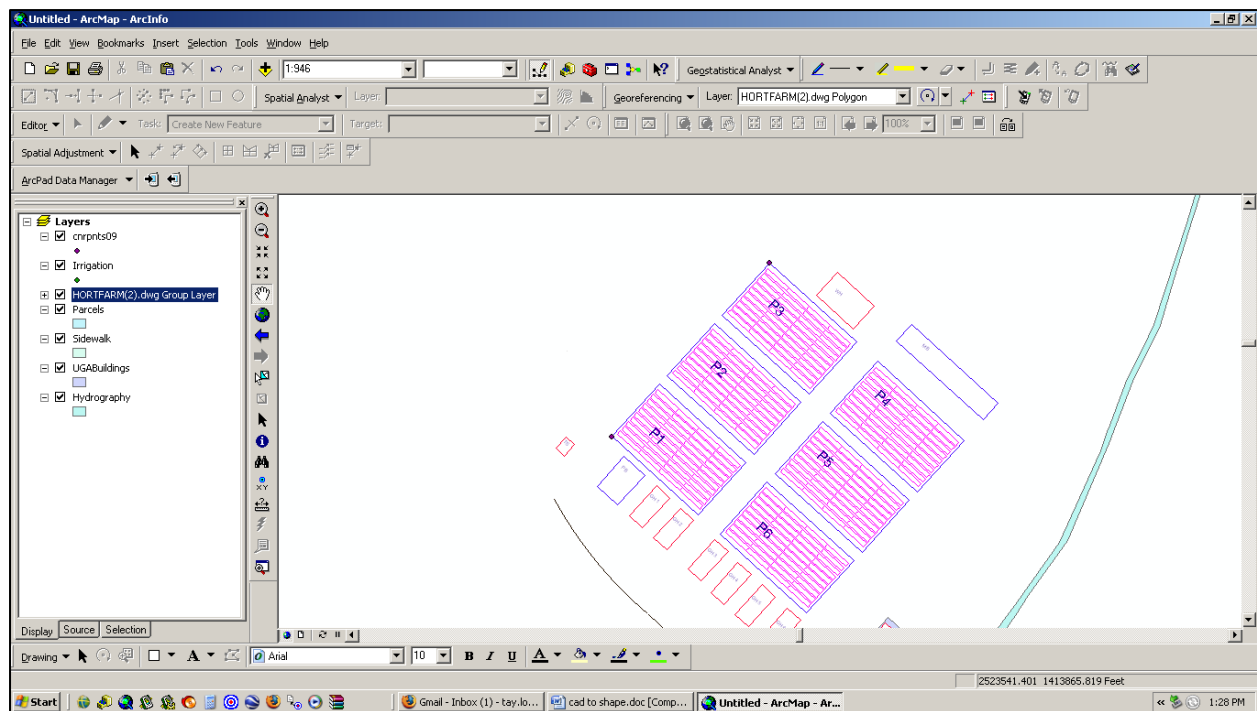 Untitled - ArcMap - ArcInfo
File Edit View Bookmarks Insert Selection Tools Window Help
1:946 Geostatistical Analyst
Spatial Analyst Layer: Georeferencing Layer: HORTFARM(2).dwg Polygon
Editor Task: Create New Feature Target: 100%
Spatial Adjustment
ArcPad Data Manager
Layers
cnrpnts09
Irrigation
HORTFARM(2).dwg Group Layer
Parcels
Sidewalk
UGABuildings
Hydrography
XY
P3
P2
P4
P1
P5
P6
Display Source Selection
Drawing A Arial 10 B I U A
2523541.401 1413865.819 Feet
Start Gmail - Inbox (1) - tay.lo... cad to shape.doc [Comp... Untitled - ArcMap - Ar... 1:28 PM